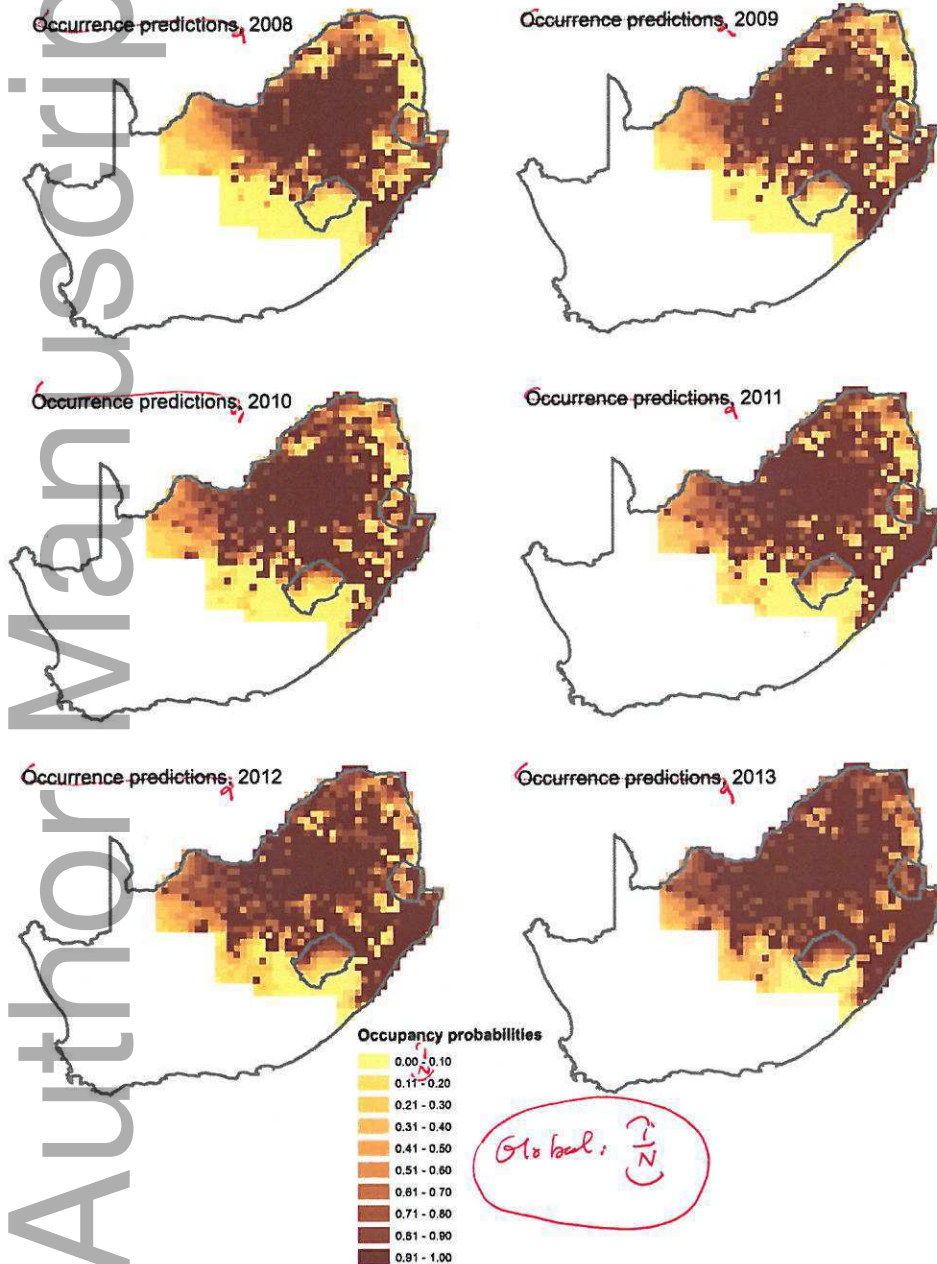 Occurrence predictions, 2008
Occurrence predictions, 2009
Occurrence predictions, 2010
Occurrence predictions, 2011
Occurrence predictions, 2012
Occurrence predictions, 2013
Occupancy probabilities
0.00 - 0.10
0.11 - 0.20
0.21 - 0.30
0.31 - 0.40
0.41 - 0.50
0.51 - 0.60
0.61 - 0.70
0.71 - 0.80
0.81 - 0.90
0.91 - 1.00
1
N
Global: 1
N
Author Manuscrip